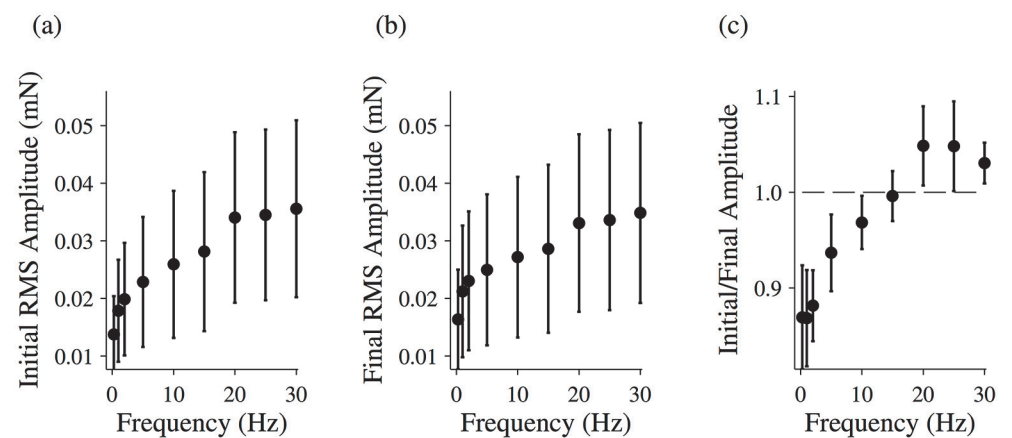 (a)
Initial RMS Amplitude (mN)
0.05
0.04
0.03
0.02
0.01
0 10 20 30
Frequency (Hz)
(b)
Final RMS Amplitude (mN)
0.05
0.04
0.03
0.02
0.01
0 10 20 30
Frequency (Hz)
(c)
Initial/Final Amplitude
1.1
1.0
0.9
0 10 20 30
Frequency (Hz)